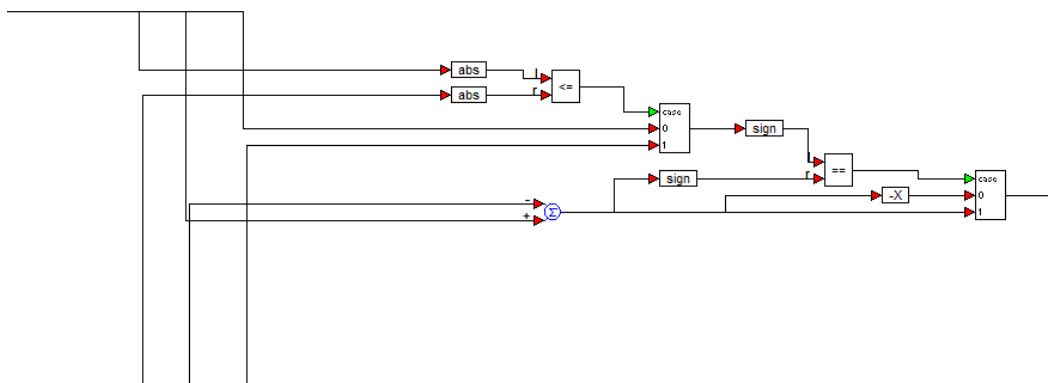 abs
l
<=
abs
r
case
0
sign
1
l
==
r
sign
case
-X
0
-
Σ
1
+